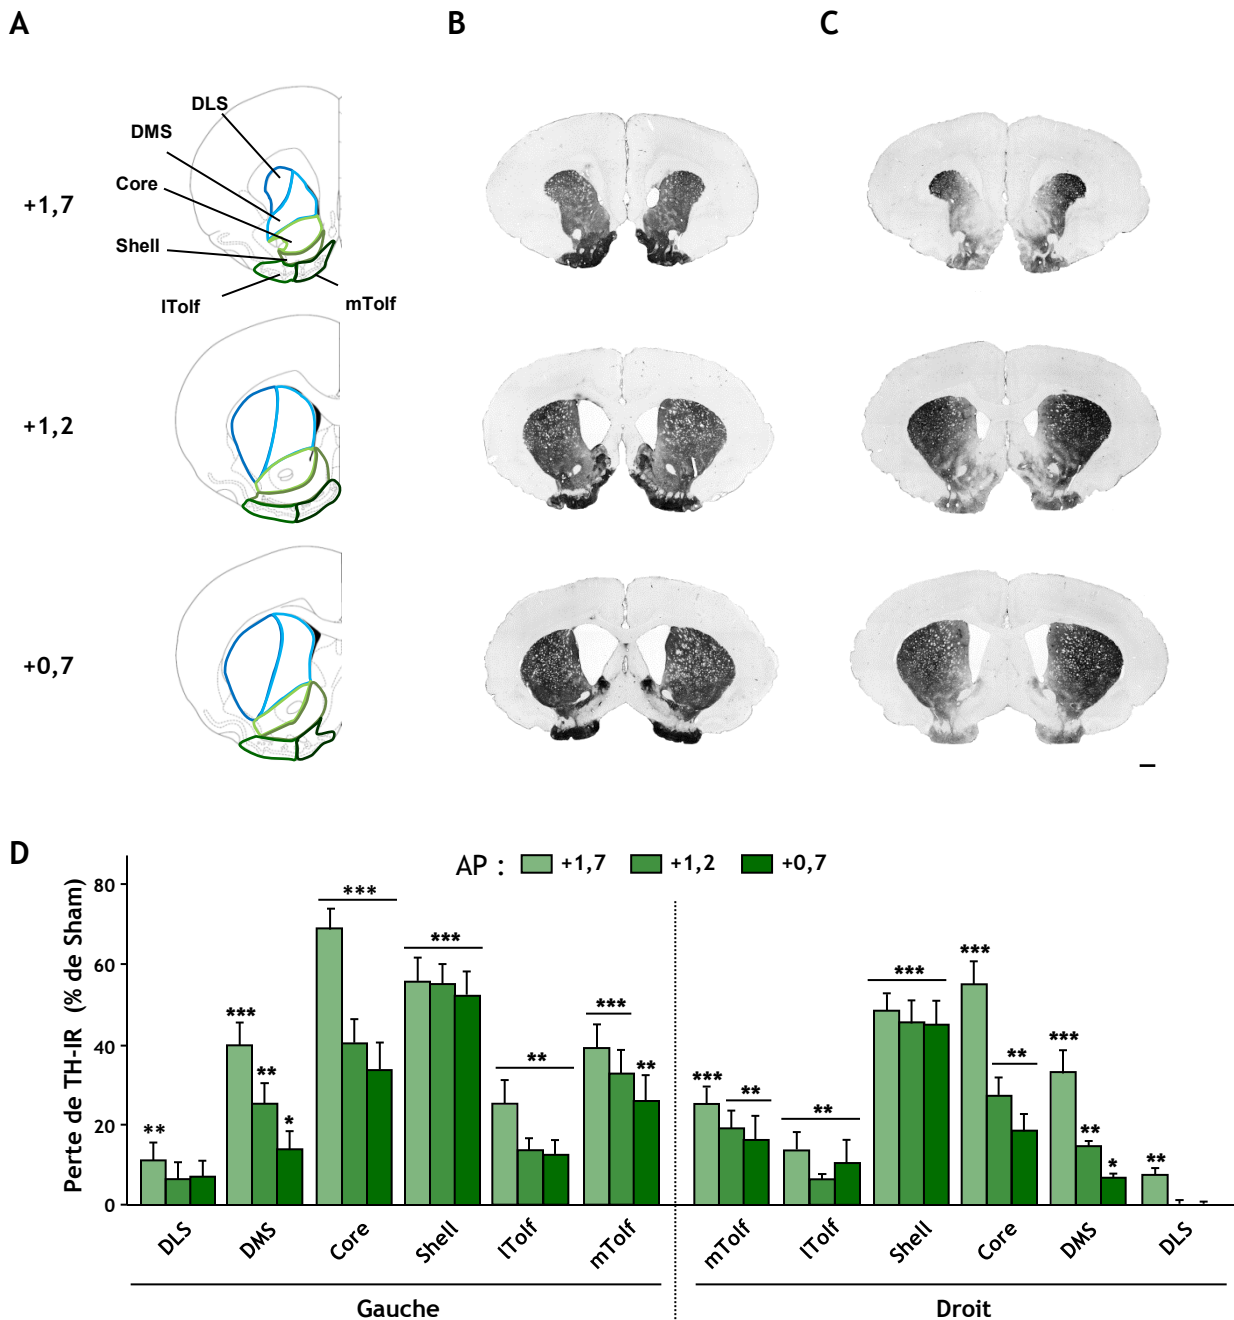 A
B
C
DLS
DMS
Core
Shell
lTolf
mTolf
+1,7
+1,2
+0,7
D
AP : +1,7 +1,2 +0,7
Perte de TH-IR (% de Sham)
80
60
40
20
0
** *** ** * *** *** ** *** **
*** ** ** *** *** ** *** ** * **
DLS DMS Core Shell lTolf mTolf mTolf lTolf Shell Core DMS DLS
Gauche Droit